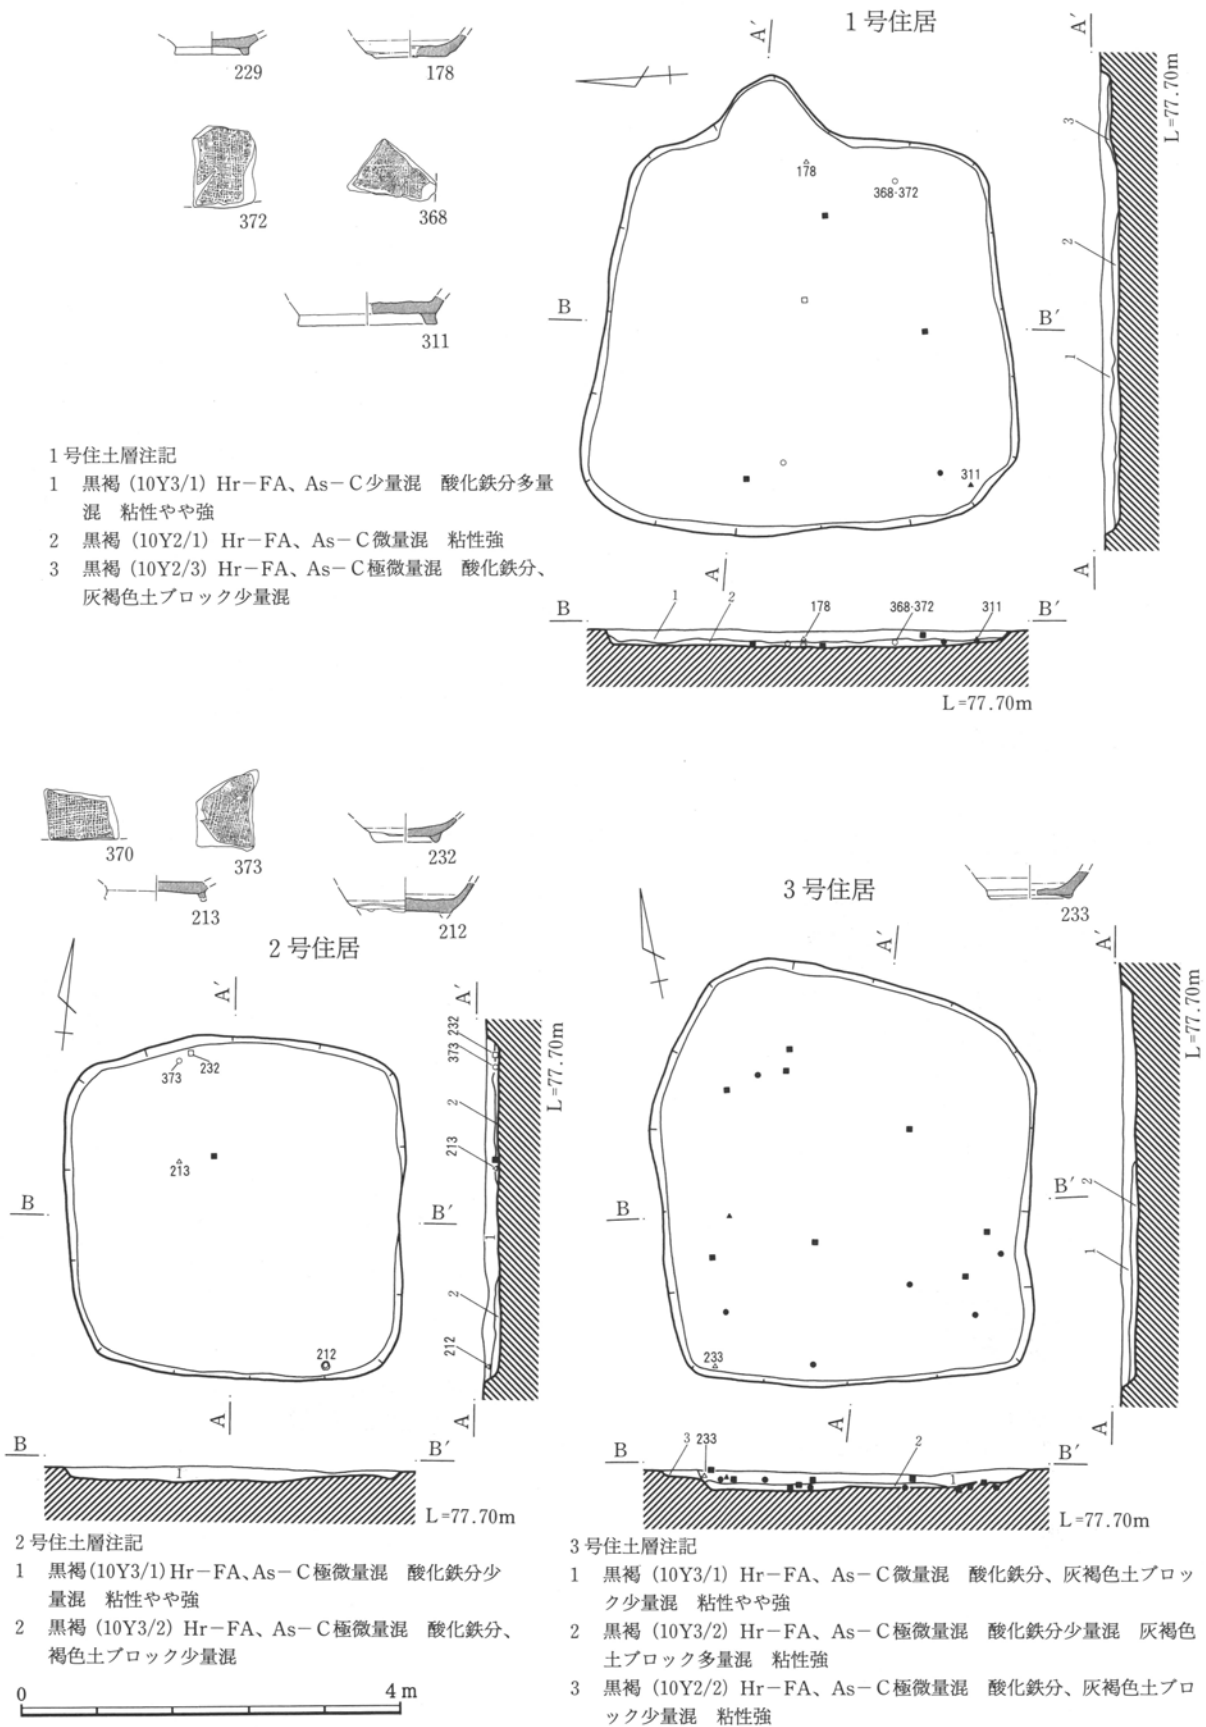 1号住居
229
178
372
368
311
A′
A′
L=77.70m
3
178
368·372
2
B
B′
1
311
A
A
1号住土層注記
1 黒褐（10Y3/1）Hr－FA、As－C少量混　酸化鉄分多量
混　粘性やや強
2 黒褐（10Y2/1）Hr－FA、As－C微量混　粘性強
3 黒褐（10Y2/3）Hr－FA、As－C極微量混　酸化鉄分、
灰褐色土ブロック少量混
B
1
2
178
368·372
311
B′
L=77.70m
370
373
232
213
212
2号住居
A′
A′
232
373
L=77.70m
373
232
2
213
213
B
B′
1
2
212
212
A
A
B
B′
1
L=77.70m
2号住土層注記
1 黒褐(10Y3/1)Hr－FA、As－C極微量混　酸化鉄分少
量混　粘性やや強
2 黒褐（10Y3/2）Hr－FA、As－C極微量混　酸化鉄分、
褐色土ブロック少量混
0
4m
3号住居
233
A′
A′
L=77.70m
B
B′
2
1
233
A
A
B
3
233
2
B′
1
L=77.70m
3号住土層注記
1 黒褐（10Y3/1）Hr－FA、As－C微量混　酸化鉄分、灰褐色土ブロッ
ク少量混　粘性やや強
2 黒褐（10Y3/2）Hr－FA、As－C極微量混　酸化鉄分少量混　灰褐色
土ブロック多量混　粘性強
3 黒褐（10Y2/2）Hr－FA、As－C極微量混　酸化鉄分、灰褐色土ブロ
ック少量混　粘性強